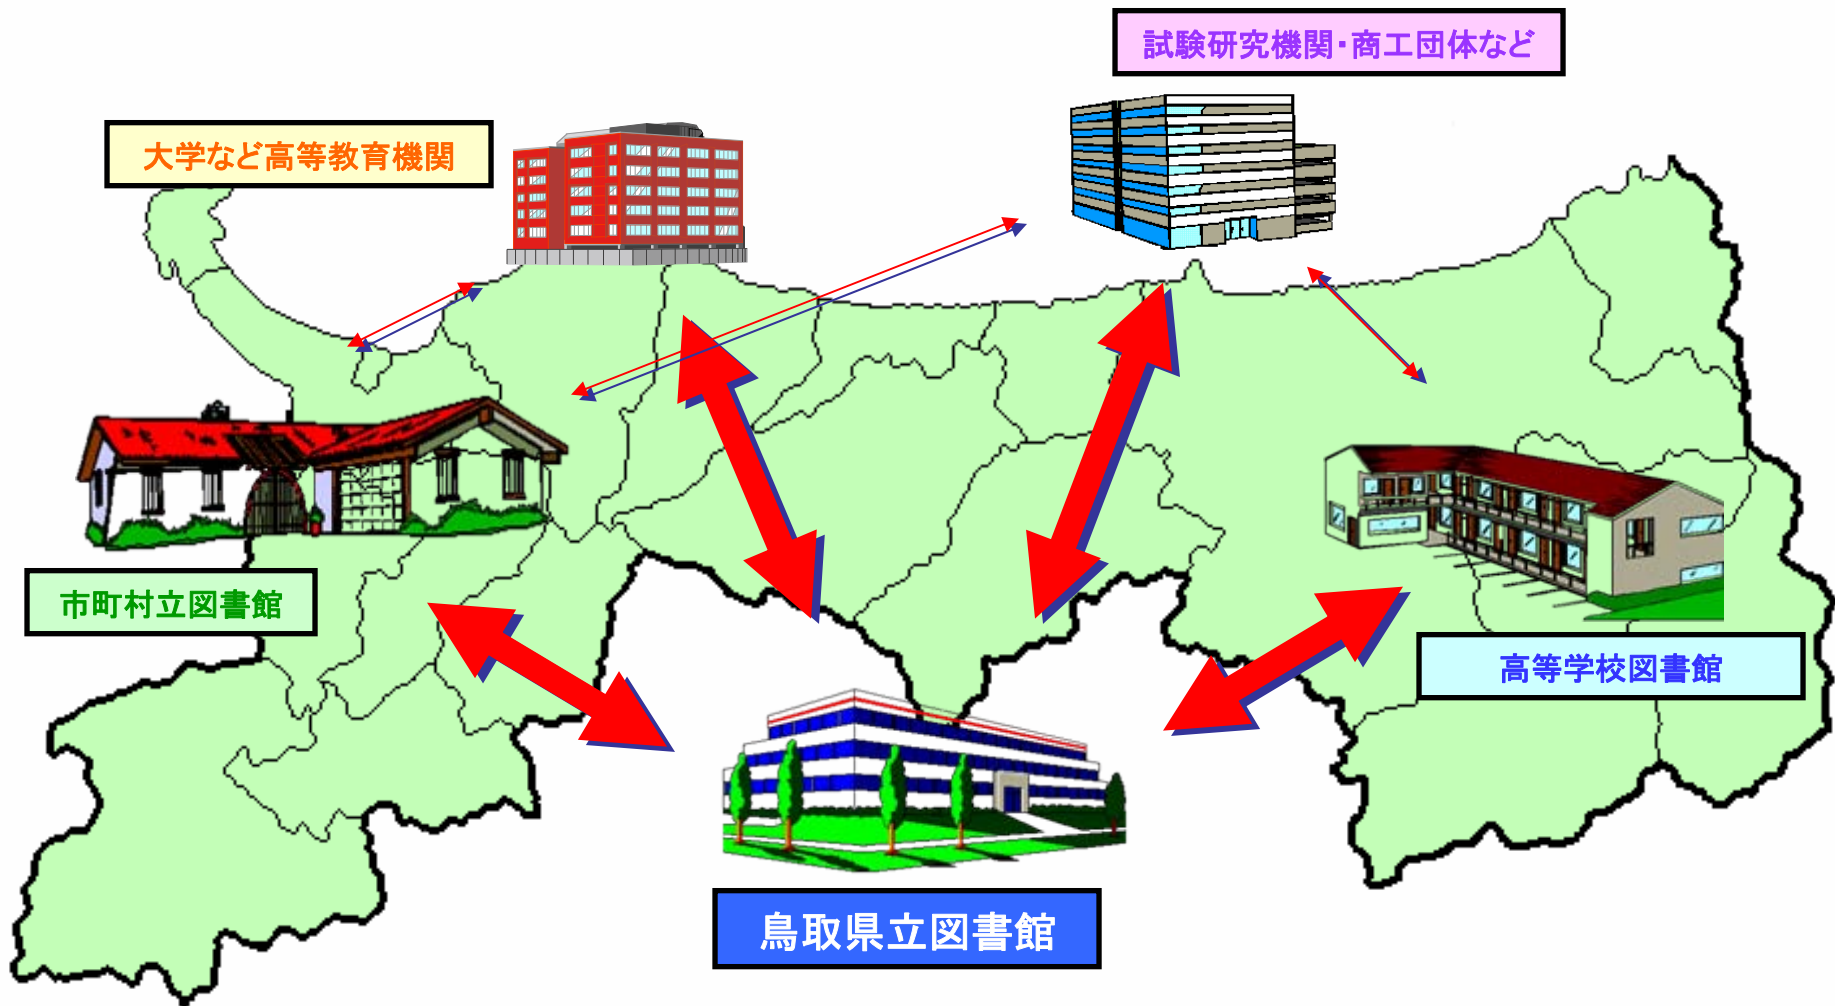 試験研究機関・商工団体など
大学など高等教育機関
市町村立図書館
高等学校図書館
鳥取県立図書館